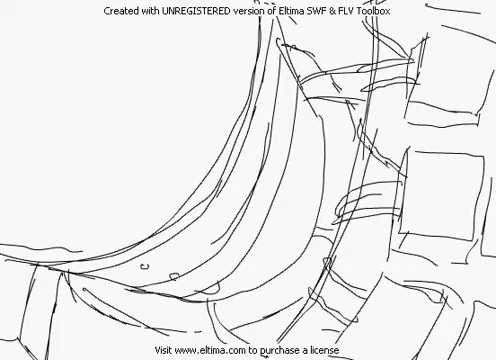 Created with UNREGISTERED version of Eltima SWF & FLV Toolbox
Visit www.eltima.com to purchase a license